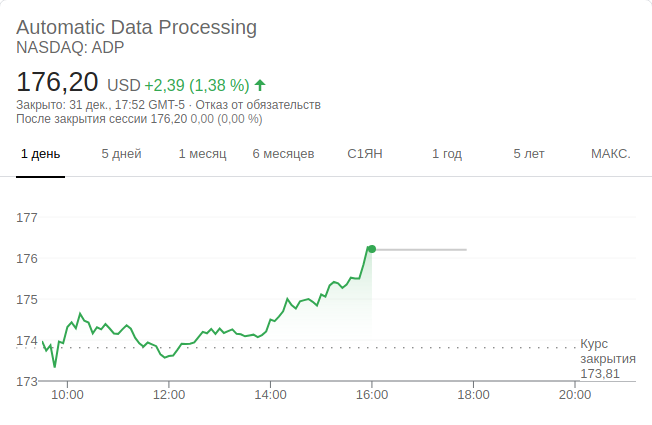 Automatic Data Processing
NASDAQ: ADP
176,20 USD +2,39 (1,38 %)
Закрыто: 31 дек., 17:52 GMT-5 · Отказ от обязательств
После закрытия сессии 176,20 0,00 (0,00 %)
1 день 5 дней 1 месяц 6 месяцев С1ЯН 1 год 5 лет МАКС.
177
176
175
174
173
Курс
закрытия
173,81
10:00 12:00 14:00 16:00 18:00 20:00